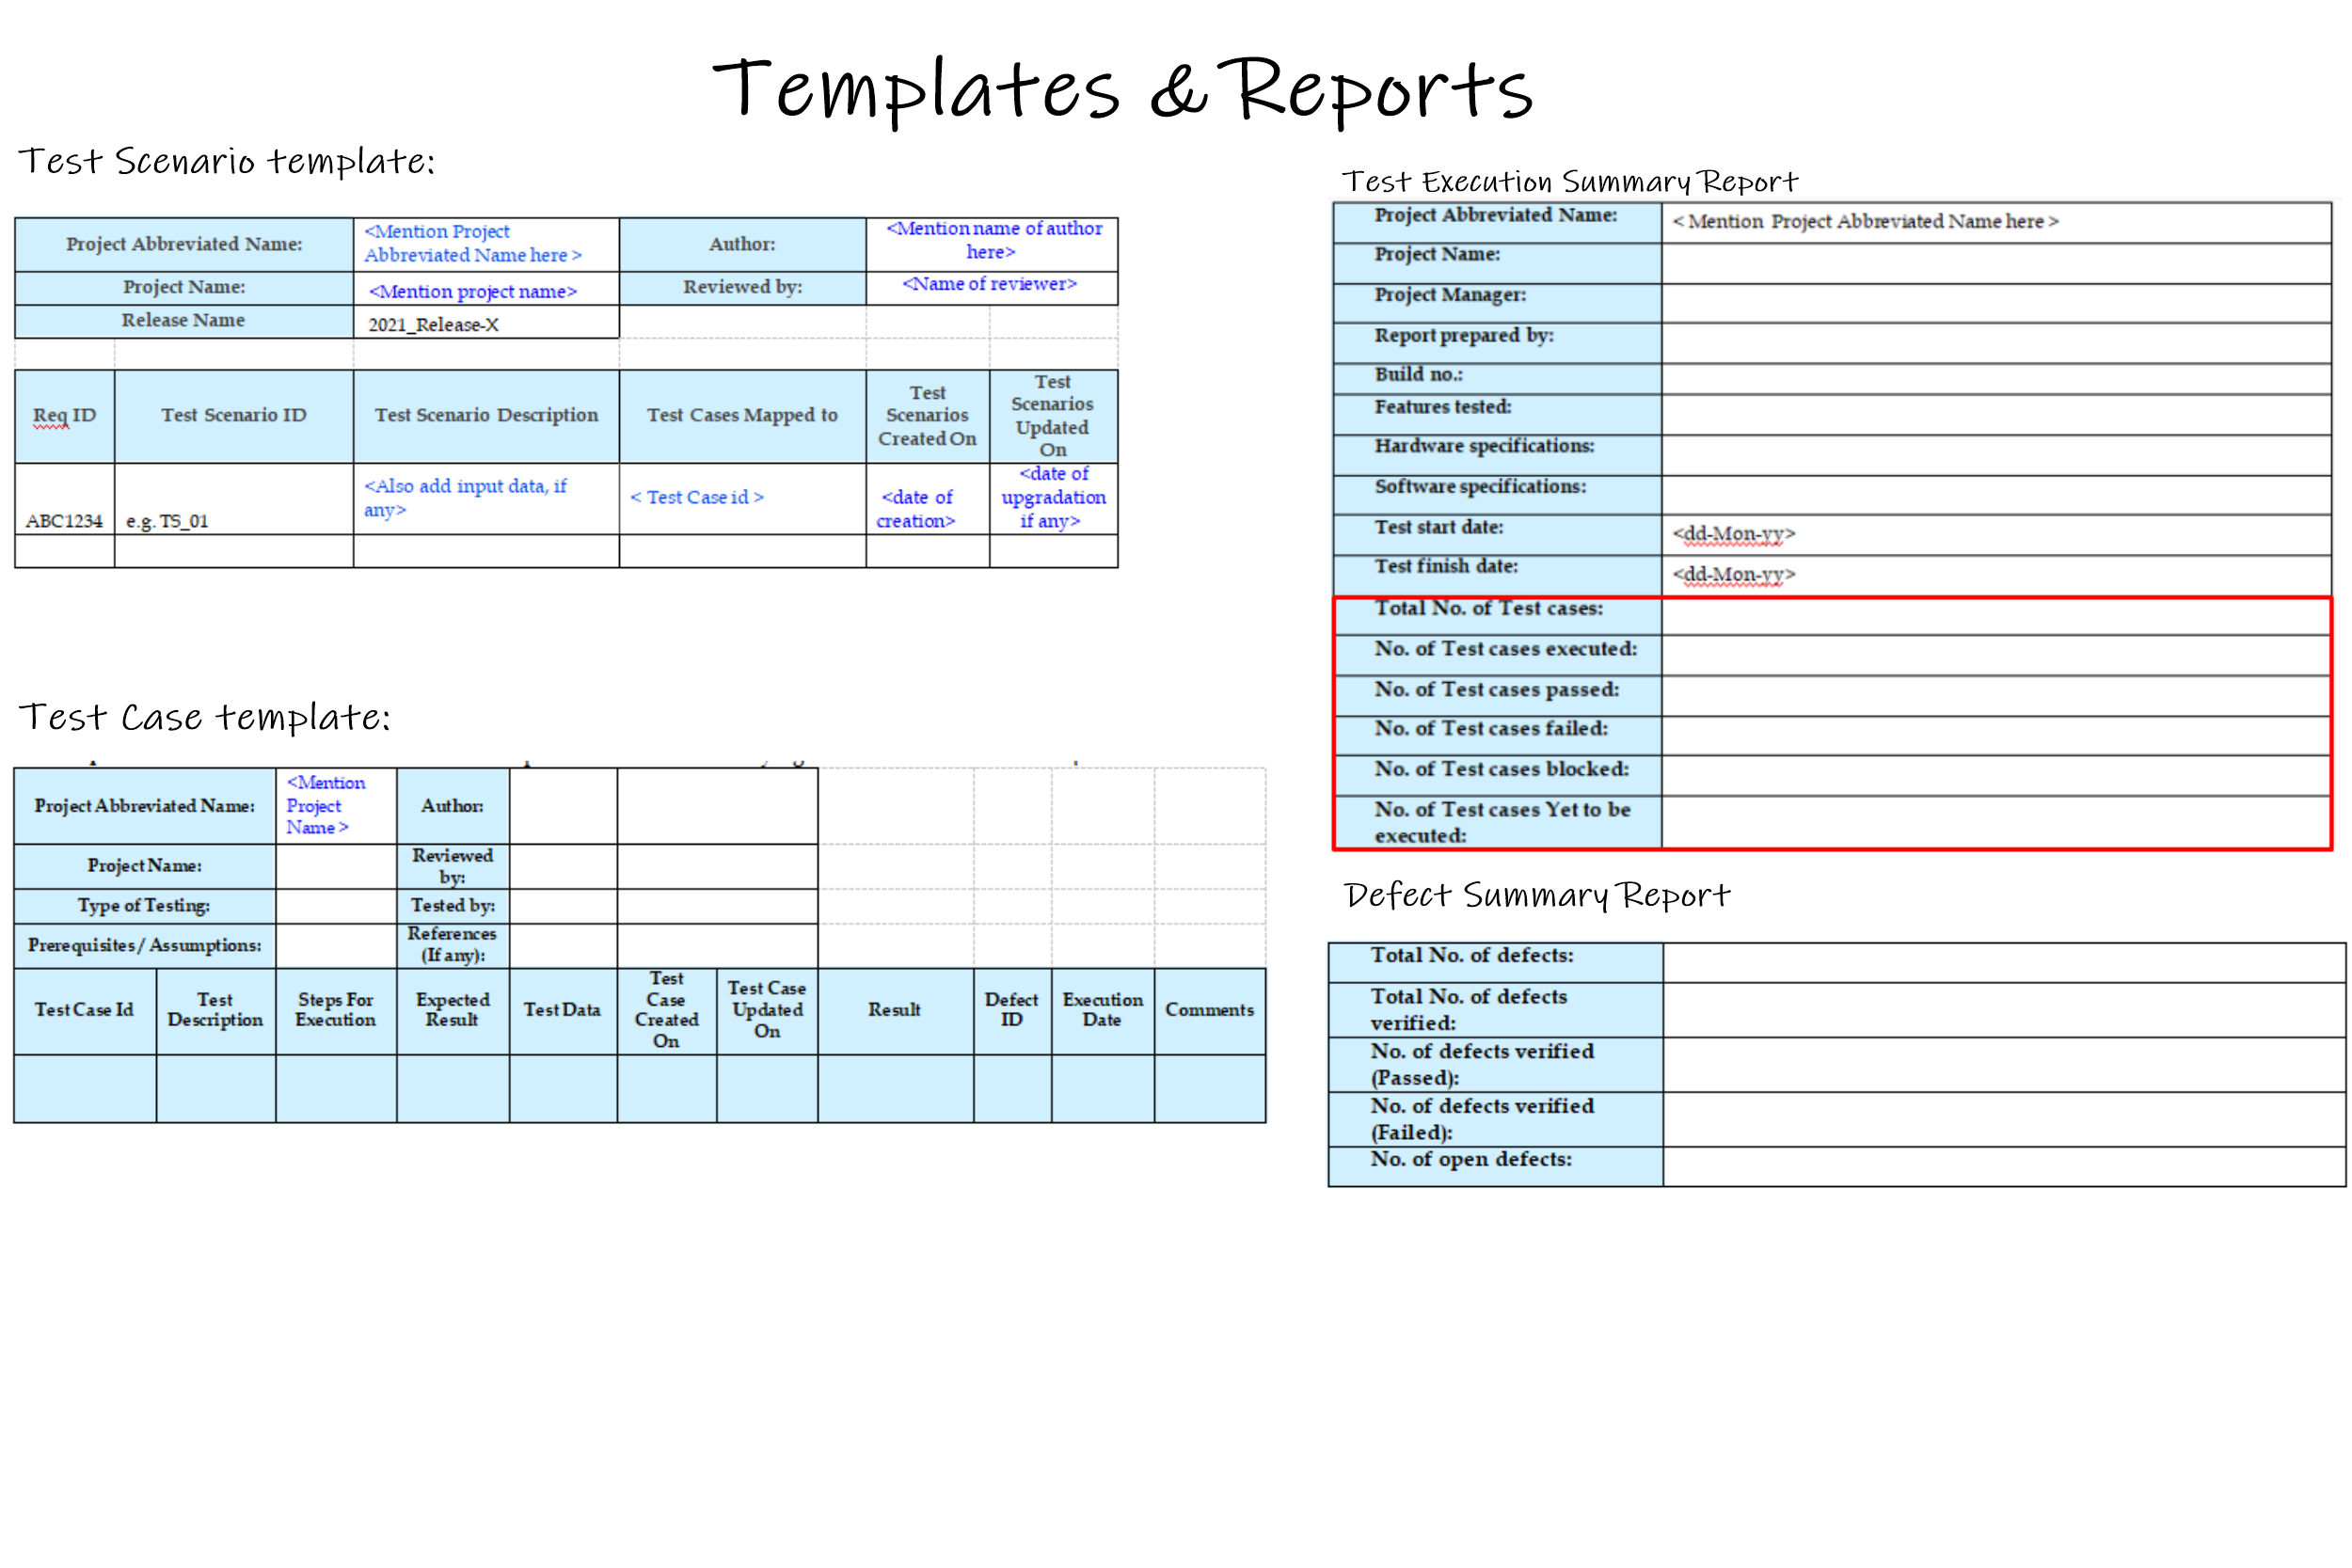 Templates & Reports
Test Scenario template:
Project Abbreviated Name:
<Mention Project
Abbreviated Name here >
Author:
<Mention name of author
here>
Project Name:
<Mention project name>
Reviewed by:
<Name of reviewer>
Release Name
2021_Release-X
Req ID
Test Scenario ID
Test Scenario Description
Test Cases Mapped to
Test
Scenarios
Created On
Test
Scenarios
Updated
On
ABC1234
e.g. TS_01
<Also add input data, if
any>
< Test Case id >
<date of
creation>
<date of
upgradation
if any>
Test Case template:
Project Abbreviated Name:
<Mention
Project
Name >
Author:
Project Name:
Reviewed
by:
Type of Testing:
Tested by:
Prerequisites/ Assumptions:
References
(If any):
Test Case Id
Test
Description
Steps For
Execution
Expected
Result
Test Data
Test
Case
Created
On
Test Case
Updated
On
Result
Defect
ID
Execution
Date
Comments
Test Execution Summary Report
Project Abbreviated Name:
< Mention Project Abbreviated Name here >
Project Name:
Project Manager:
Report prepared by:
Build no.:
Features tested:
Hardware specifications:
Software specifications:
Test start date:
<dd-Mon-yy>
Test finish date:
<dd-Mon-yy>
Total No. of Test cases:
No. of Test cases executed:
No. of Test cases passed:
No. of Test cases failed:
No. of Test cases blocked:
No. of Test cases Yet to be
executed:
Defect Summary Report
Total No. of defects:
Total No. of defects
verified:
No. of defects verified
(Passed):
No. of defects verified
(Failed):
No. of open defects: